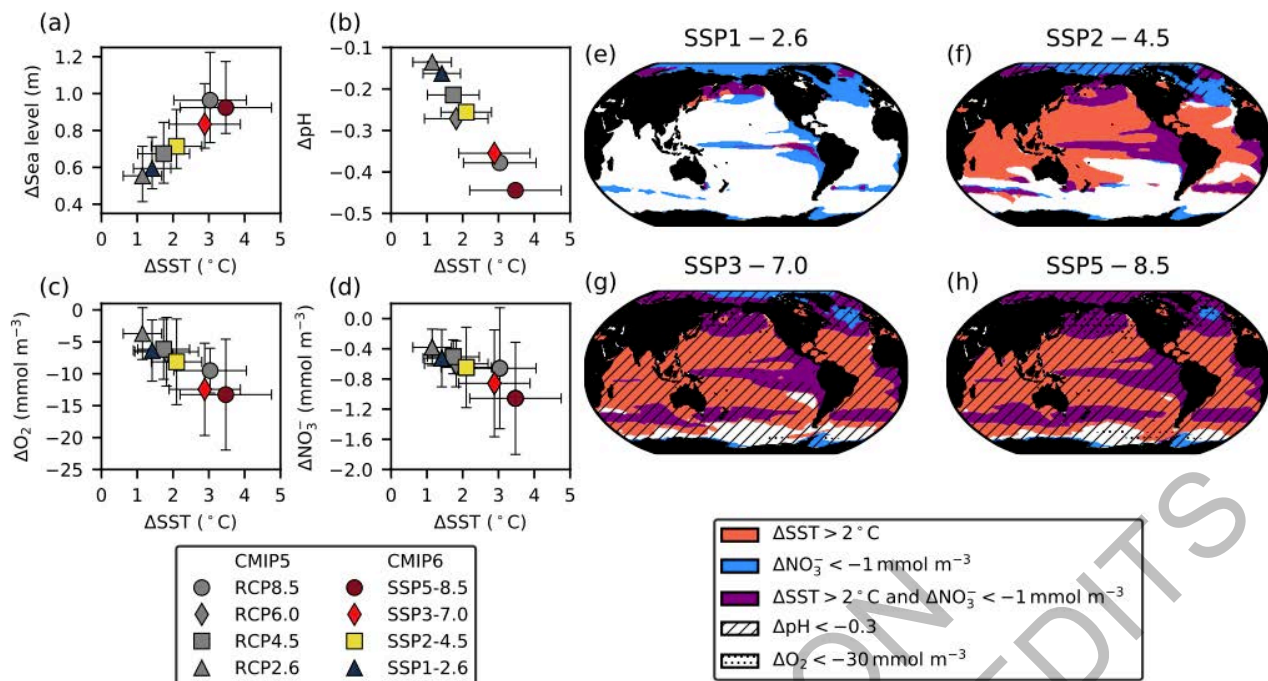 (a)
ΔSea level (m)
1.2
1.0
0.8
0.6
0.4
0 1 2 3 4 5
ΔSST (°C)
(b)
ΔpH
−0.1
−0.2
−0.3
−0.4
−0.5
0 1 2 3 4 5
ΔSST (°C)
(e) SSP1 − 2.6
(f) SSP2 − 4.5
(c)
ΔO₂ (mmol m⁻³)
0
−5
−10
−15
−20
−25
0 1 2 3 4 5
ΔSST (°C)
(d)
ΔNO₃⁻ (mmol m⁻³)
0.0
−0.4
−0.8
−1.2
−1.6
−2.0
0 1 2 3 4 5
ΔSST (°C)
(g) SSP3 − 7.0
(h) SSP5 − 8.5
CMIP5
RCP8.5
RCP6.0
RCP4.5
RCP2.6
CMIP6
SSP5-8.5
SSP3-7.0
SSP2-4.5
SSP1-2.6
ΔSST > 2 °C
ΔNO₃⁻ < −1 mmol m⁻³
ΔSST > 2 °C and ΔNO₃⁻ < −1 mmol m⁻³
ΔpH < −0.3
ΔO₂ < −30 mmol m⁻³